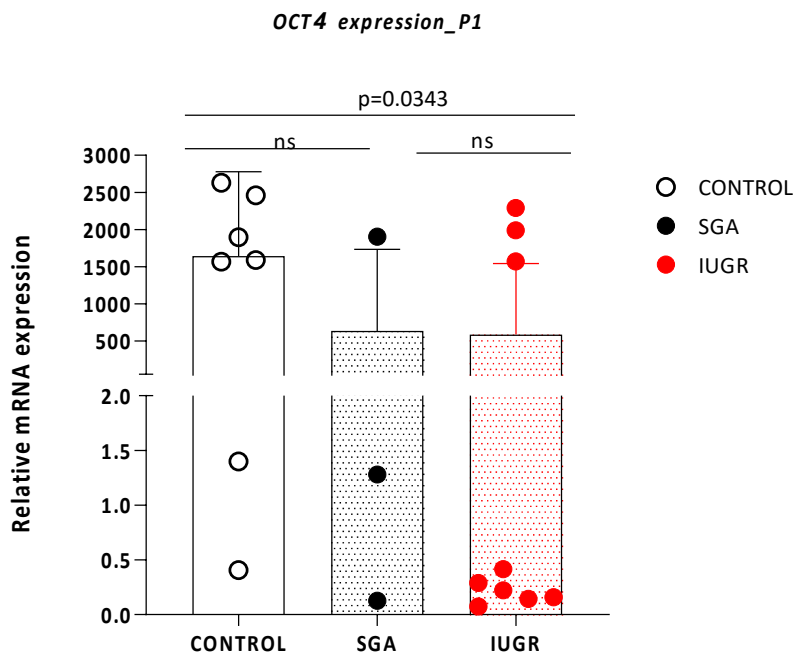 OCT4 expression_P1
p=0.0343
ns
ns
Relative mRNA expression
3000
2500
2000
1500
1000
500
2.0
1.5
1.0
0.5
0.0
CONTROL
SGA
IUGR
CONTROL
SGA
IUGR